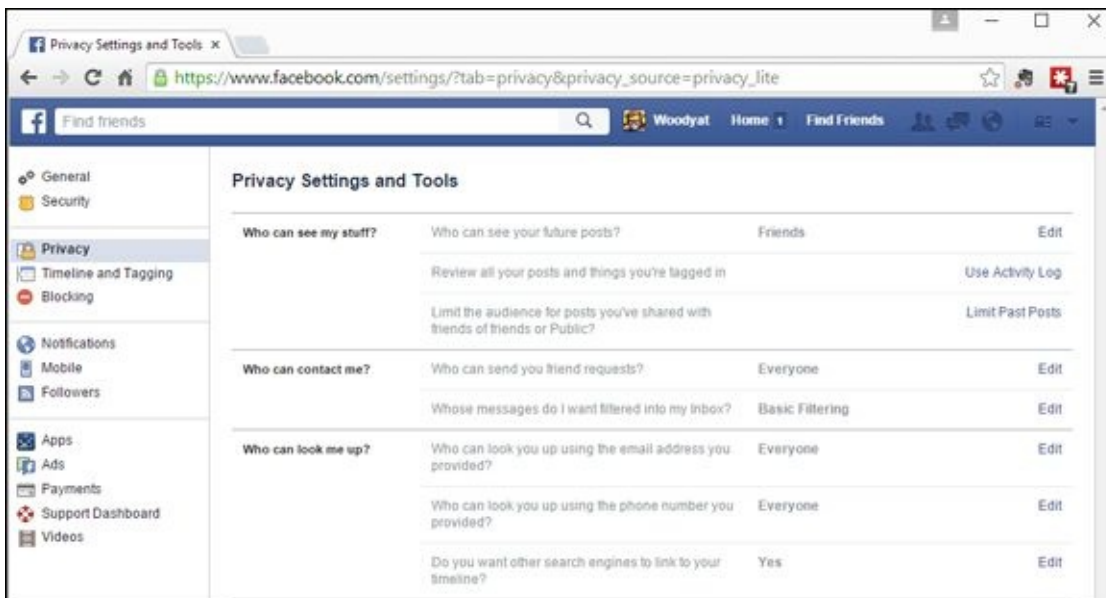 Privacy Settings and Tools
https://www.facebook.com/settings/?tab=privacy&privacy_source=privacy_lite
Find friends
Woodyat Home 1 Find Friends
General
Security
Privacy
Timeline and Tagging
Blocking
Notifications
Mobile
Followers
Apps
Ads
Payments
Support Dashboard
Videos
Privacy Settings and Tools
Who can see my stuff? Who can see your future posts? Friends Edit
Review all your posts and things you're tagged in Use Activity Log
Limit the audience for posts you've shared with Limit Past Posts
friends of friends or Public?
Who can contact me? Who can send you friend requests? Everyone Edit
Whose messages do I want filtered into my Inbox? Basic Filtering Edit
Who can look me up? Who can look you up using the email address you Everyone Edit
provided?
Who can look you up using the phone number you Everyone Edit
provided?
Do you want other search engines to link to your Yes Edit
timeline?